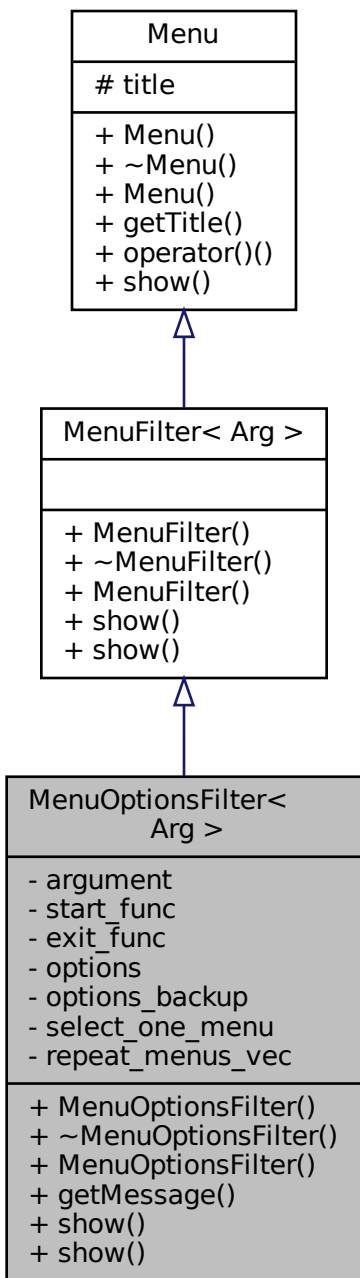 Menu
# title
+ Menu()
+ ~Menu()
+ Menu()
+ getTitle()
+ operator()()
+ show()
MenuFilter< Arg >
+ MenuFilter()
+ ~MenuFilter()
+ MenuFilter()
+ show()
+ show()
MenuOptionsFilter<
Arg >
- argument
- start_func
- exit_func
- options
- options_backup
- select_one_menu
- repeat_menus_vec
+ MenuOptionsFilter()
+ ~MenuOptionsFilter()
+ MenuOptionsFilter()
+ getMessage()
+ show()
+ show()